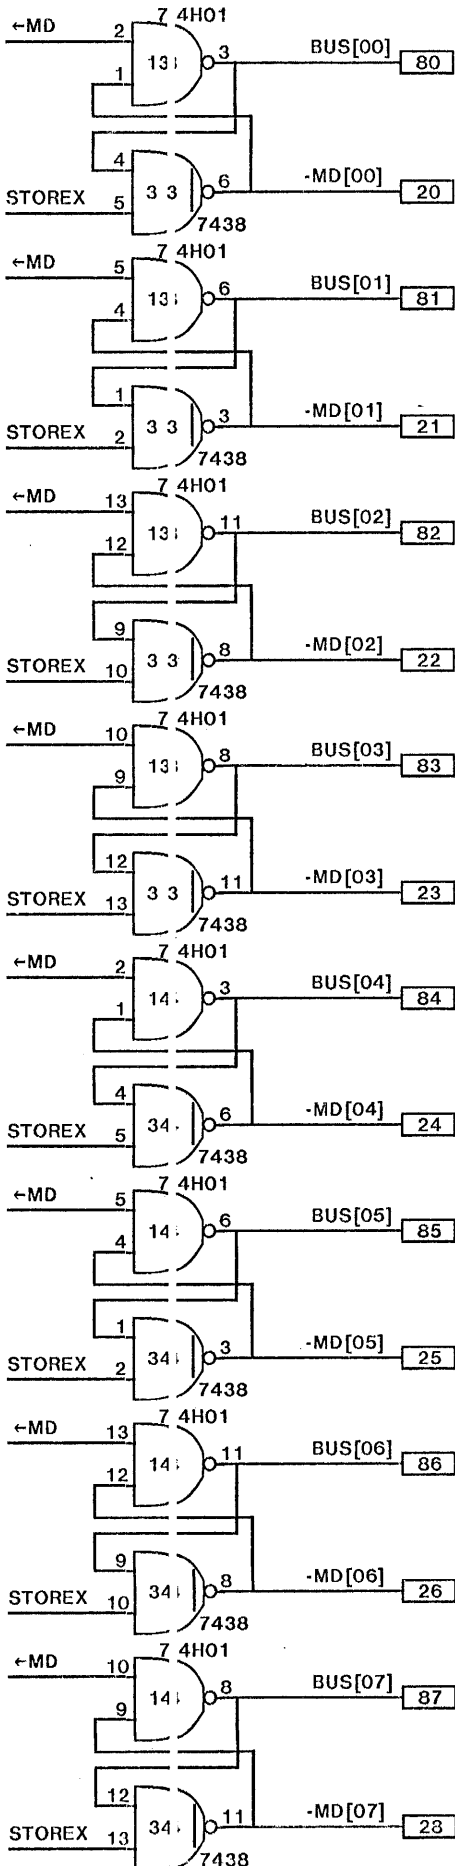 7 4H01
←MD 2 3 BUS[00] 80
13
1
4 6 -MD[00] 20
3 3
STOREX 5
7438
7 4H01
←MD 5 6 BUS[01] 81
13
4
1 3 -MD[01] 21
3 3
STOREX 2
7438
7 4H01
←MD 13 11 BUS[02] 82
13
12
9 8 -MD[02] 22
3 3
STOREX 10
7438
7 4H01
←MD 10 8 BUS[03] 83
13
9
12 11 -MD[03] 23
3 3
STOREX 13
7438
7 4H01
←MD 2 3 BUS[04] 84
14
1
4 6 -MD[04] 24
34
STOREX 5
7438
7 4H01
←MD 5 6 BUS[05] 85
14
4
1 3 -MD[05] 25
34
STOREX 2
7438
7 4H01
←MD 13 11 BUS[06] 86
14
12
9 8 -MD[06] 26
34
STOREX 10
7438
7 4H01
←MD 10 8 BUS[07] 87
14
9
12 11 -MD[07] 28
34
STOREX 13
7438